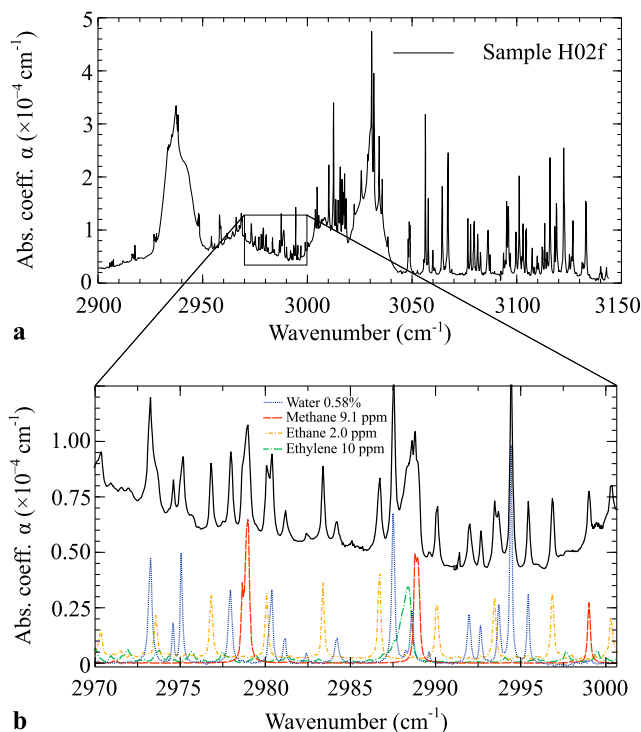 5
4
3
2
1
0
Abs. coeff. α (×10⁻⁴ cm⁻¹)
Sample H02f
2900 2950 3000 3050 3100 3150
Wavenumber (cm⁻¹)
a
Water 0.58%
Methane 9.1 ppm
Ethane 2.0 ppm
Ethylene 10 ppm
1.00
0.75
0.50
0.25
0
Abs. coeff. α (×10⁻⁴ cm⁻¹)
2970 2975 2980 2985 2990 2995 3000
Wavenumber (cm⁻¹)
b